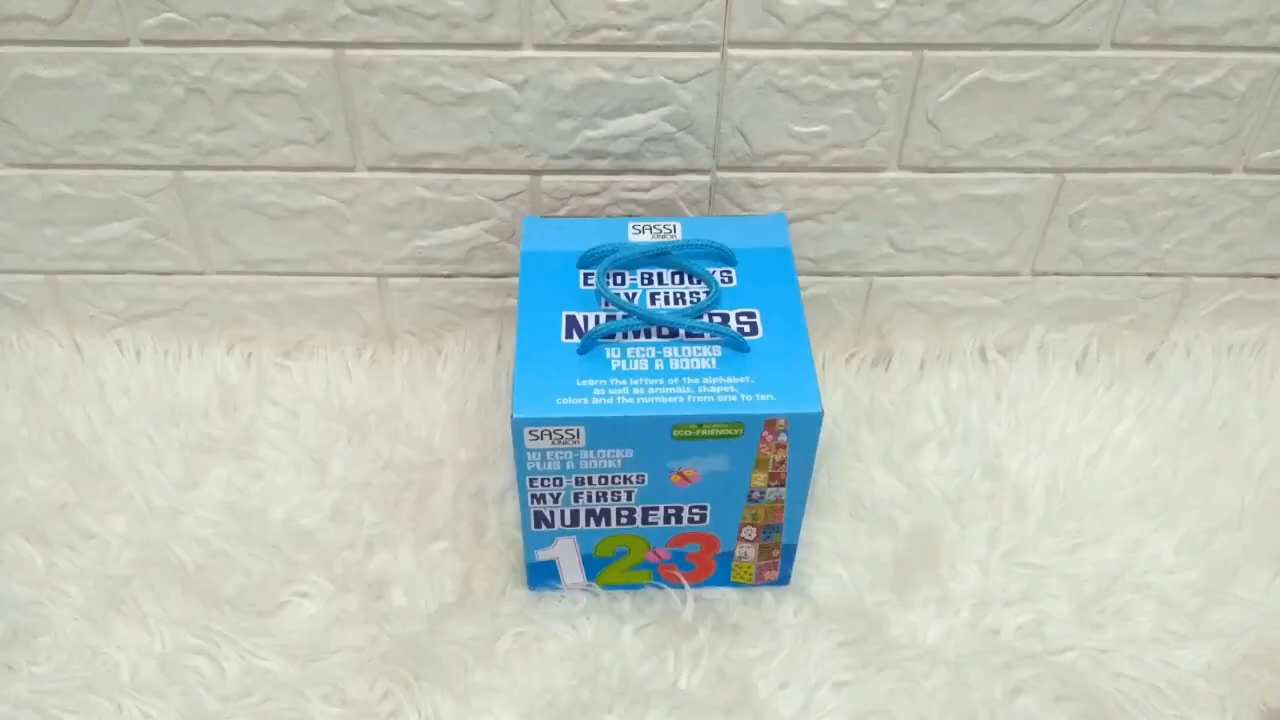 SASSI
JUNIOR
ECO-BLOCKS
MY FIRST
NUMBERS
10 ECO-BLOCKS
PLUS A BOOK!
Learn the letters of the alphabet,
as well as animals, shapes,
colors and the numbers from one to ten.
SASSI
JUNIOR
ECO-FRIENDLY!
10 ECO-BLOCKS
PLUS A BOOK!
ECO-BLOCKS
MY FIRST
NUMBERS
123